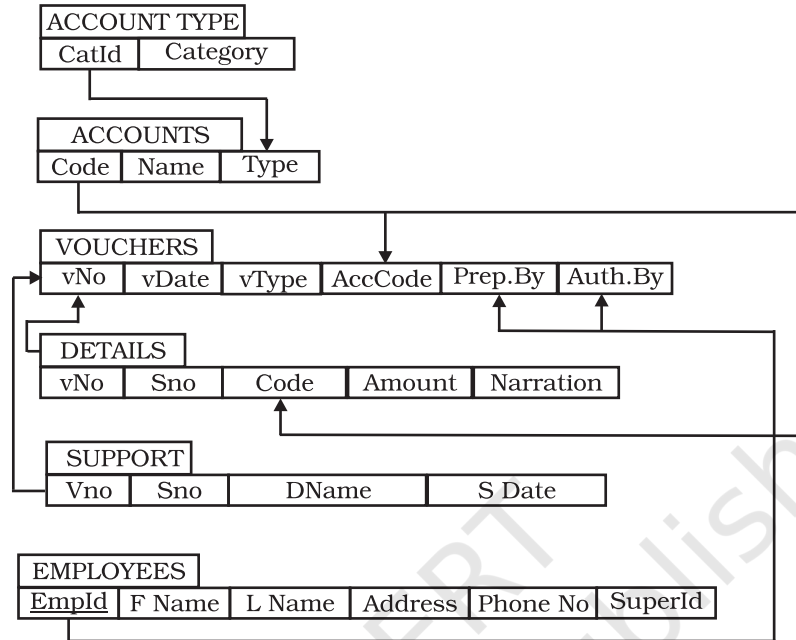 ACCOUNT TYPE
CatId Category
ACCOUNTS
Code Name Type
VOUCHERS
vNo vDate vType AccCode Prep.By Auth.By
DETAILS
vNo Sno Code Amount Narration
SUPPORT
Vno Sno DName S Date
EMPLOYEES
EmpId F Name L Name Address Phone No SuperId